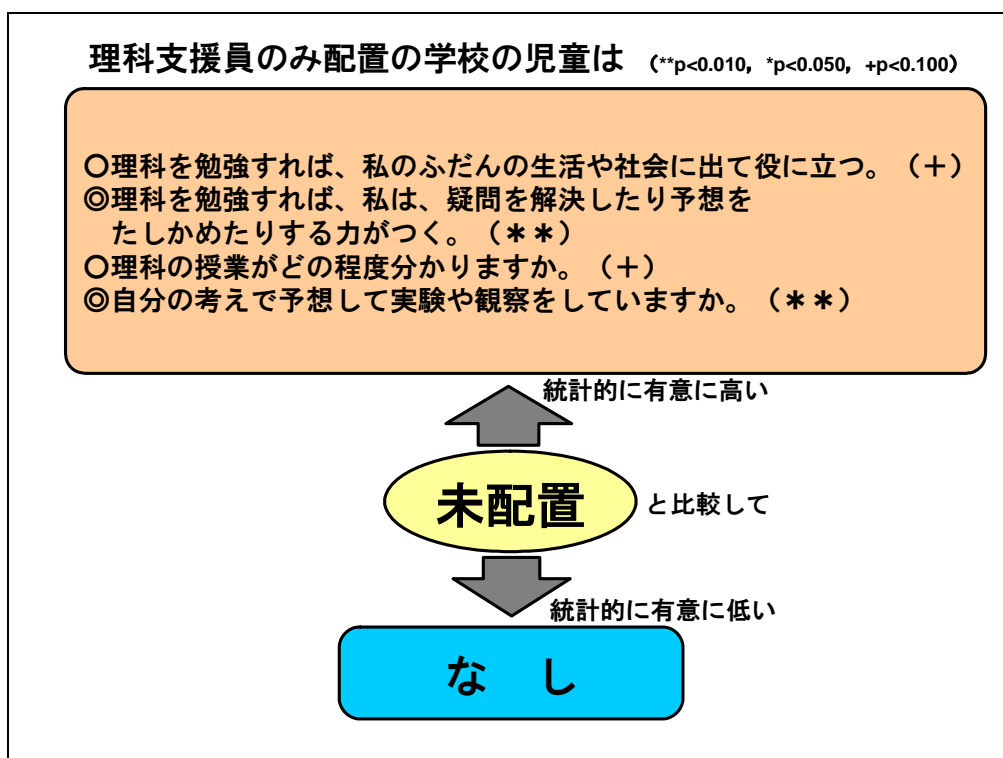 理科支援員のみ配置の学校の児童は （**p<0.010, *p<0.050, +p<0.100）
○理科を勉強すれば、私のふだんの生活や社会に出て役に立つ。（＋）
◎理科を勉強すれば、私は、疑問を解決したり予想を
たしかめたりする力がつく。（＊＊）
○理科の授業がどの程度分かりますか。（＋）
◎自分の考えで予想して実験や観察をしていますか。（＊＊）
統計的に有意に高い
未配置 と比較して
統計的に有意に低い
な　し